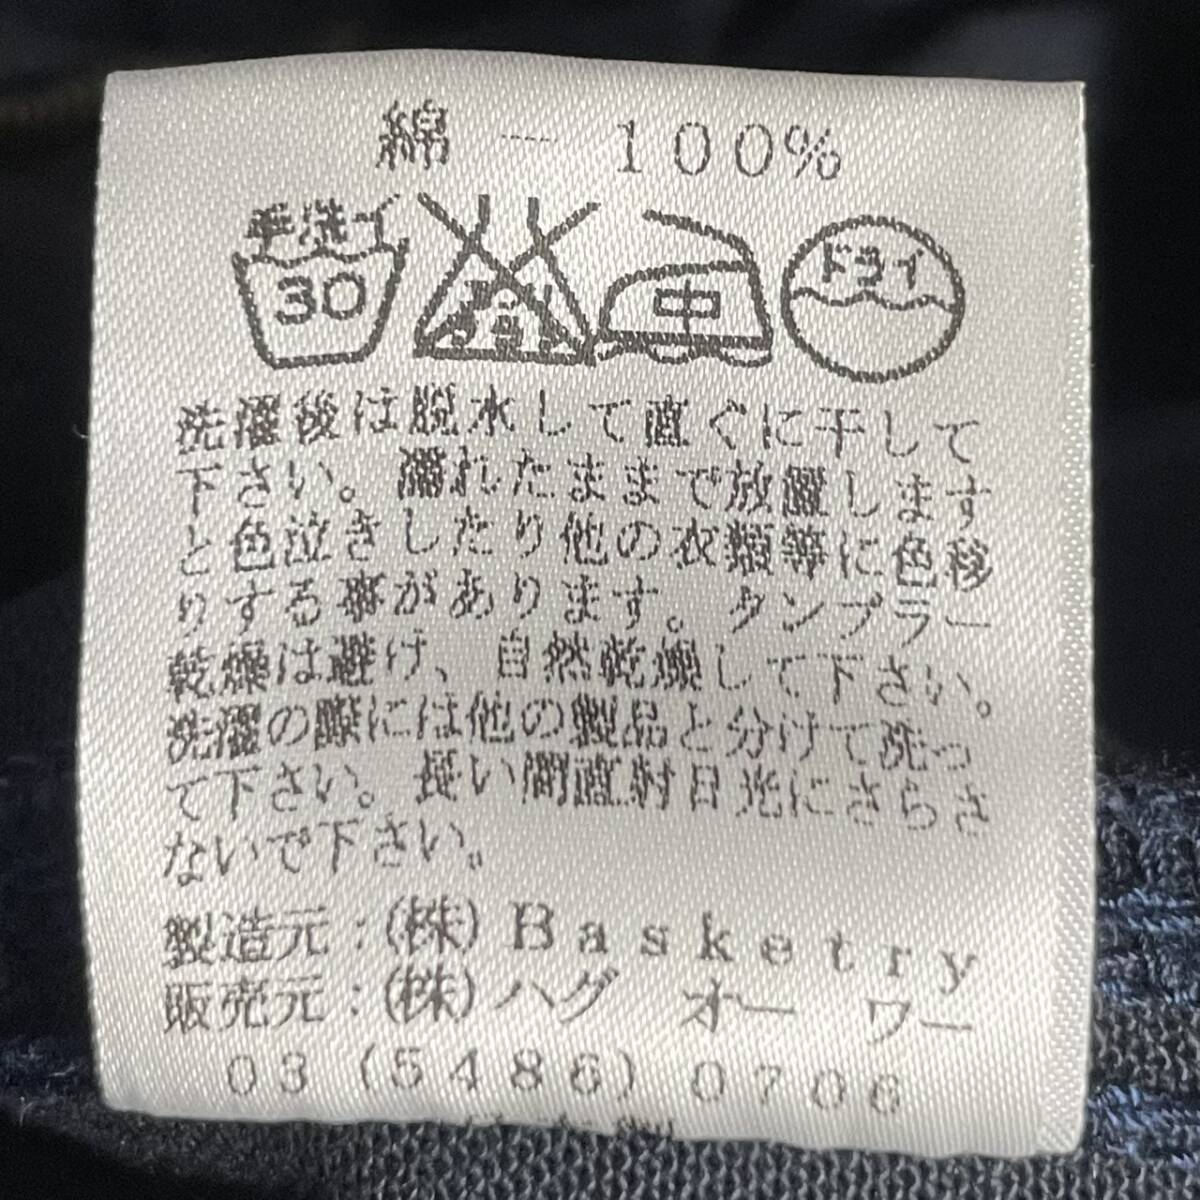 綿 - 100%
手洗イ
30
中
ドライ
洗濯後は脱水して直ぐに干して
下さい。濡れたままで放置します
と色泣きしたり他の衣類等に色移
りする事があります。タンブラー
乾燥は避け、自然乾燥して下さい。
洗濯の際には他の製品と分けて洗っ
て下さい。長い間直射日光にさらさ
ないで下さい。
製造元:(株)Basketry
販売元:(株)ハグ オー ワー
03(5486)0706